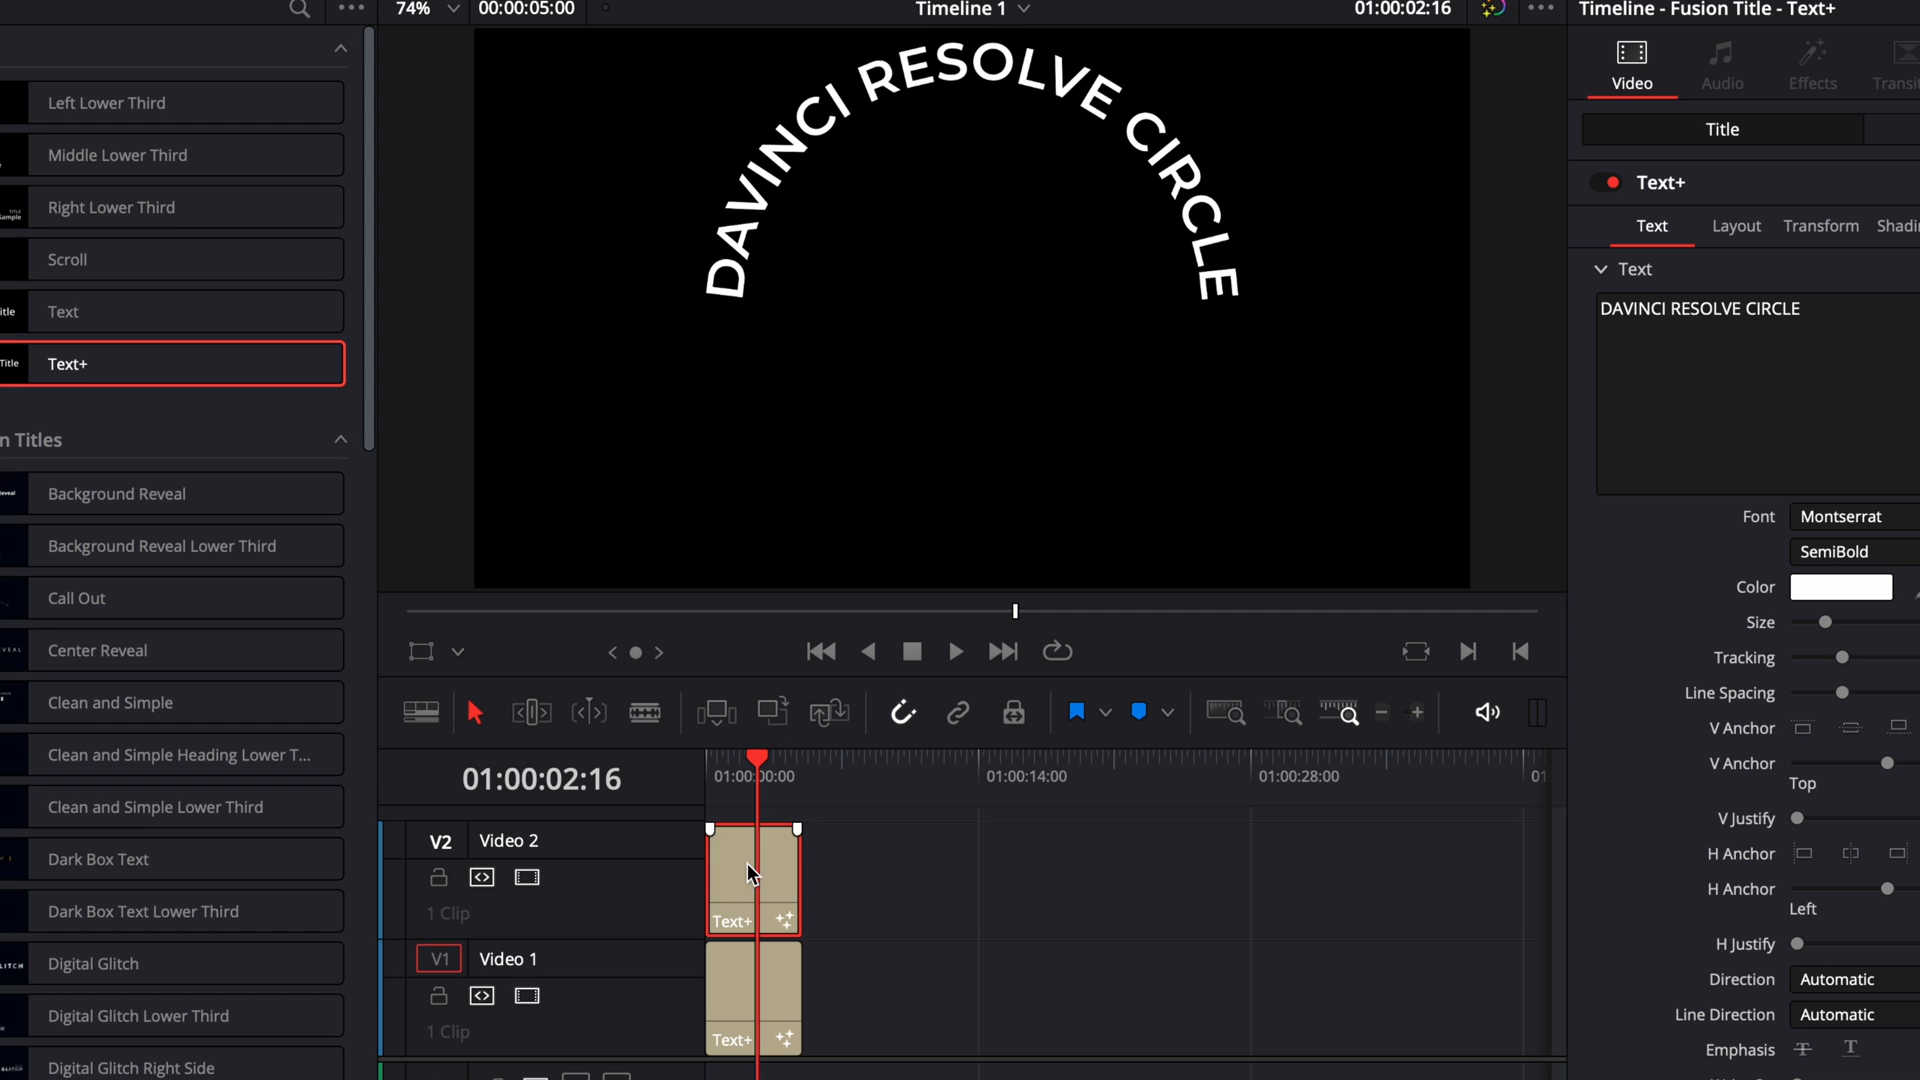 74%
00:00:05:00
Timeline 1
01:00:02:16
Timeline - Fusion Title - Text+
Left Lower Third
Middle Lower Third
Right Lower Third
Scroll
Text
Title
Text+
n Titles
Background Reveal
Background Reveal Lower Third
Call Out
Center Reveal
Clean and Simple
Clean and Simple Heading Lower T...
Clean and Simple Lower Third
Dark Box Text
Dark Box Text Lower Third
Digital Glitch
Digital Glitch Lower Third
Digital Glitch Right Side
DAVINCI RESOLVE CIRCLE
01:00:02:16
01:00:00:00
01:00:14:00
01:00:28:00
01
V2
Video 2
1 Clip
Text+
V1
Video 1
1 Clip
Text+
Video
Audio
Effects
Transit
Title
Text+
Text
Layout
Transform
Shadi
Text
DAVINCI RESOLVE CIRCLE
Font
Montserrat
SemiBold
Color
Size
Tracking
Line Spacing
V Anchor
V Anchor
Top
V Justify
H Anchor
H Anchor
Left
H Justify
Direction
Automatic
Line Direction
Automatic
Emphasis